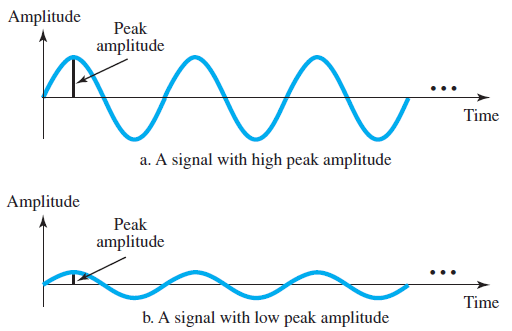 Amplitude
Peak
amplitude
...
Time
a. A signal with high peak amplitude
Amplitude
Peak
amplitude
...
Time
b. A signal with low peak amplitude